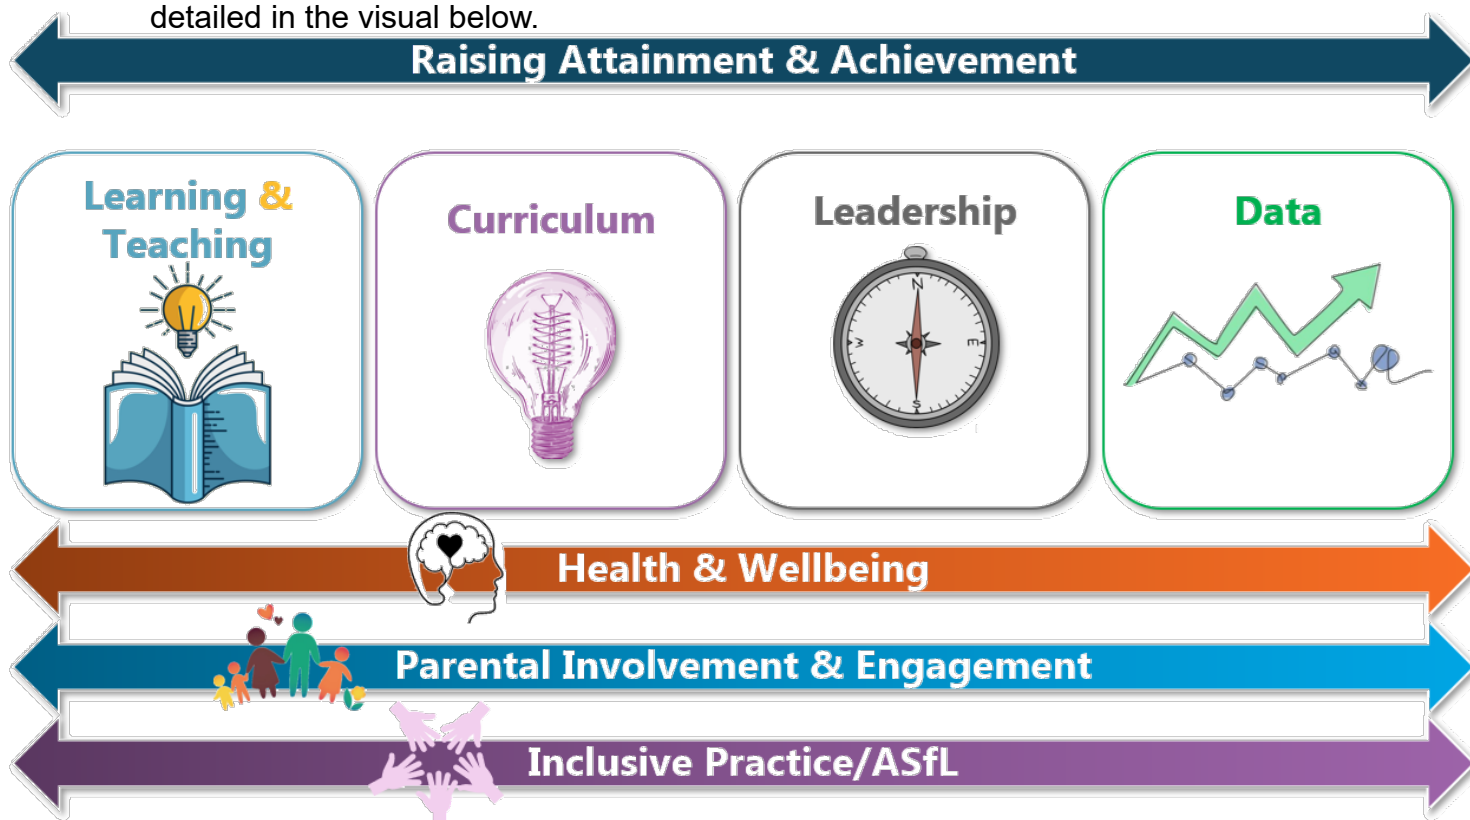 detailed in the visual below.
Raising Attainment & Achievement
Learning &
Teaching
Curriculum
Leadership
Data
N
W
E
S
Health & Wellbeing
Parental Involvement & Engagement
Inclusive Practice/ASfL